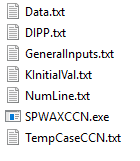 Data.txt
DIPP.txt
GeneralInputs.txt
KInitialVal.txt
NumLine.txt
SPWAXCCN.exe
TempCaseCCN.txt